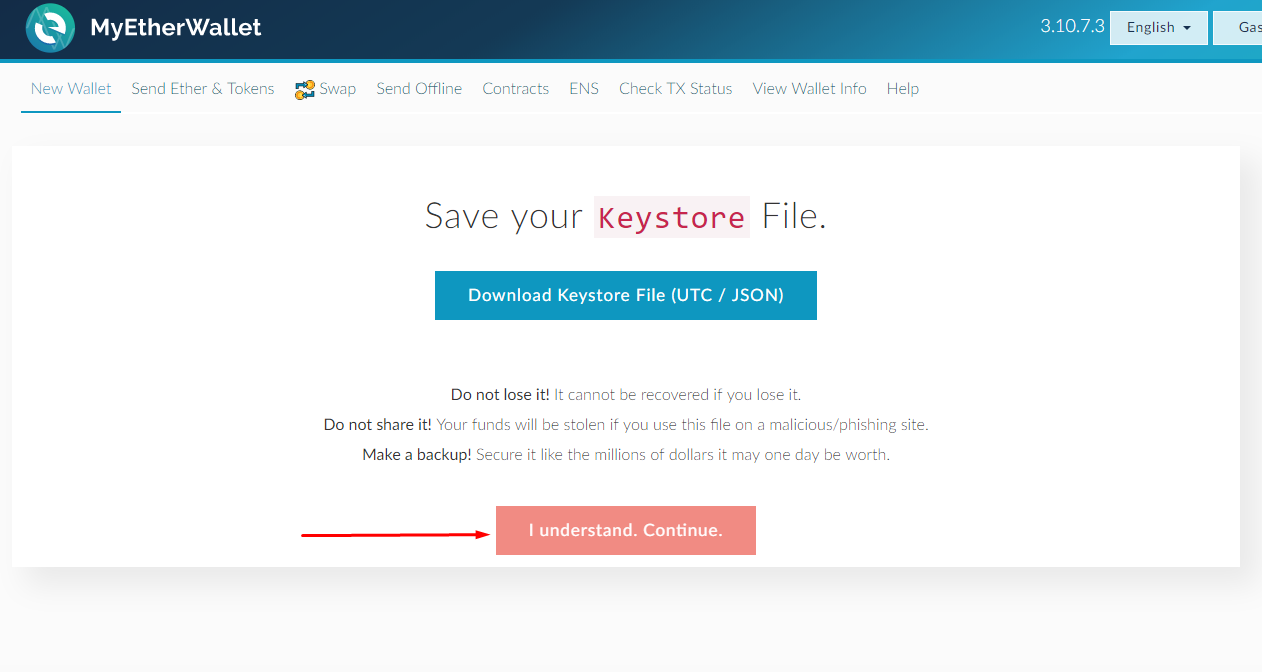 MyEtherWallet
3.10.7.3 English Gas
New Wallet Send Ether & Tokens Swap Send Offline Contracts ENS Check TX Status View Wallet Info Help
Save your Keystore File.
Download Keystore File (UTC / JSON)
Do not lose it! It cannot be recovered if you lose it.
Do not share it! Your funds will be stolen if you use this file on a malicious/phishing site.
Make a backup! Secure it like the millions of dollars it may one day be worth.
I understand. Continue.